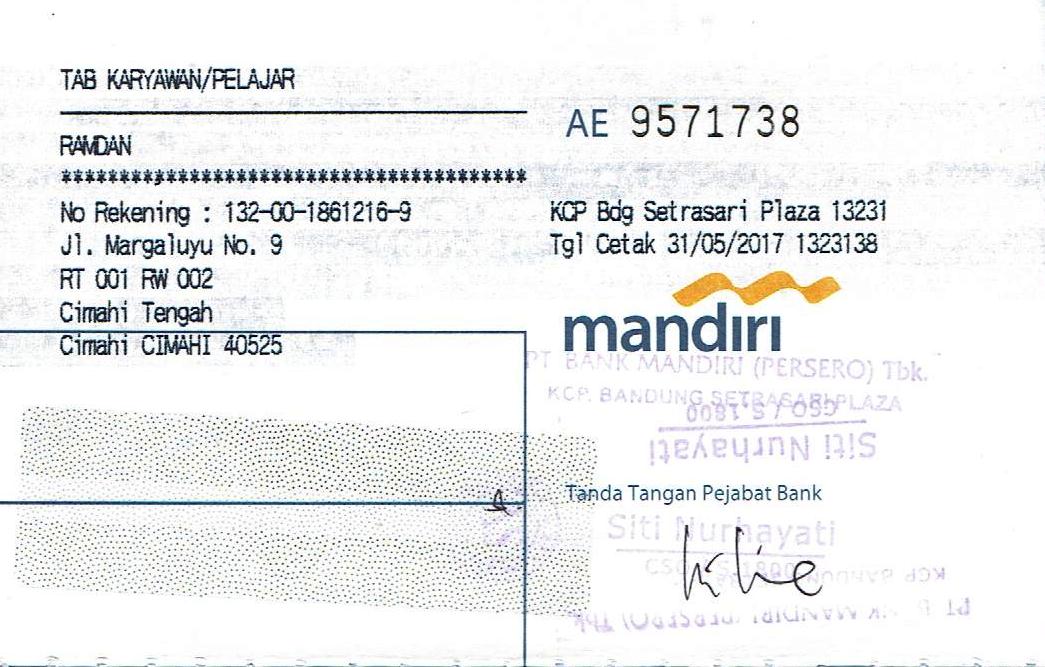 TAB KARYAWAN/PELAJAR
RAMDAN
******************************************
No Rekening : 132-00-1861216-9
Jl. Margaluyu No. 9
RT 001 RW 002
Cimahi Tengah
Cimahi CIMAHI 40525
AE 9571738
KCP Bdg Setrasari Plaza 13231
Tgl Cetak 31/05/2017 1323138
mandiri
PT BANK MANDIRI (PERSERO) Tbk.
KCP. BANDUNG SETRASARI PLAZA
CSO / S 1800
Siti Nurhayati
Tanda Tangan Pejabat Bank
Siti Nurhayati
CSO / S 1800
KCP BANDUNG
PT BANK MANDIRI (PERSERO) Tbk.